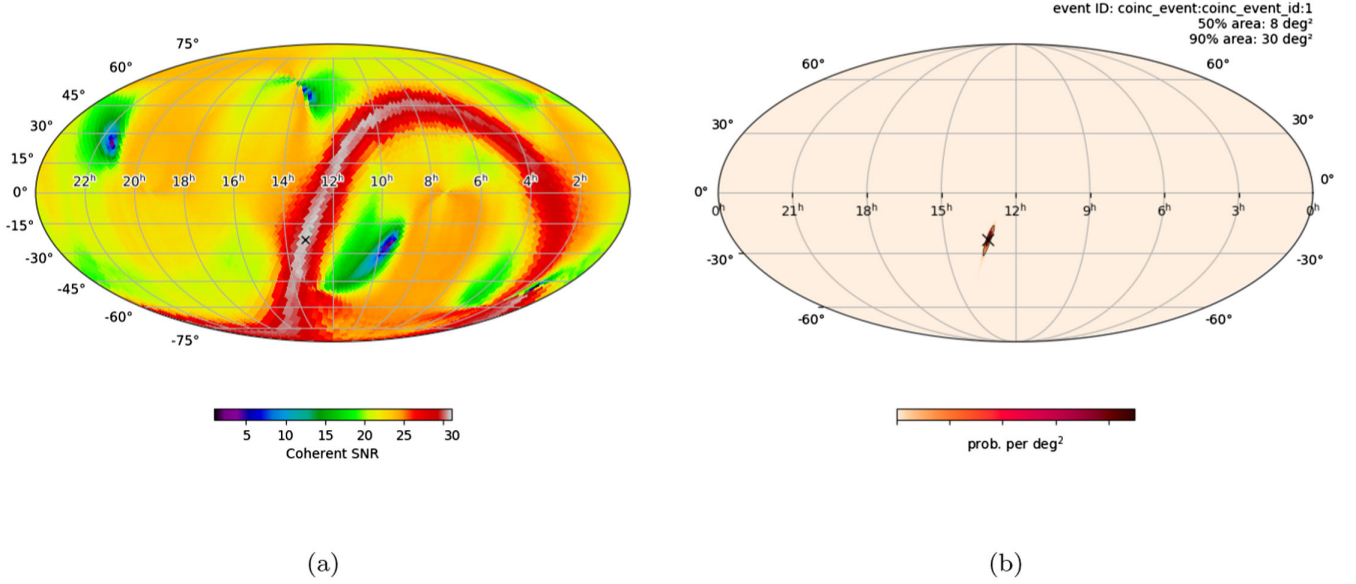 event ID: coinc_event:coinc_event_id:1
50% area: 8 deg²
90% area: 30 deg²
75°
60°
45°
30°
15°
0°
-15°
-30°
-45°
-60°
-75°
22ʰ 20ʰ 18ʰ 16ʰ 14ʰ 12ʰ 10ʰ 8ʰ 6ʰ 4ʰ 2ʰ
5 10 15 20 25 30
Coherent SNR
60° 60°
30° 30°
0° 0°
0ʰ 21ʰ 18ʰ 15ʰ 12ʰ 9ʰ 6ʰ 3ʰ 0ʰ
-30° -30°
-60° -60°
prob. per deg²
(a) (b)